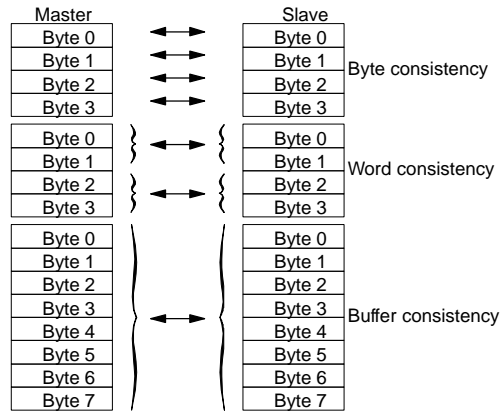 Master Slave
Byte 0 Byte 0
Byte 1 Byte 1
Byte 2 Byte 2
Byte 3 Byte 3
Byte consistency
Byte 0 Byte 0
Byte 1 Byte 1
Byte 2 Byte 2
Byte 3 Byte 3
Word consistency
Byte 0 Byte 0
Byte 1 Byte 1
Byte 2 Byte 2
Byte 3 Byte 3
Byte 4 Byte 4
Byte 5 Byte 5
Byte 6 Byte 6
Byte 7 Byte 7
Buffer consistency